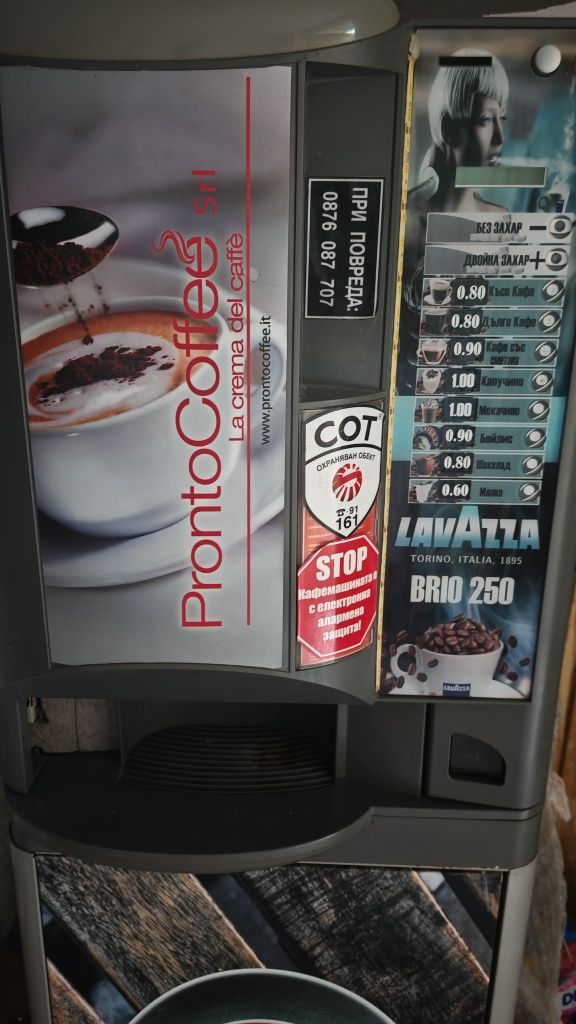 ProntoCoffee Srl
La crema del caffè
www.prontocoffee.it
ПРИ ПОВРЕДА:
0876 087 707
СОТ
ОХРАНЯВАН ОБЕКТ
☎91
161
STOP
Кафемашината е
с електронна
алармена
защита!
БЕЗ ЗАХАР −
ДВОЙНА ЗАХАР +
0.80 Късо Кафе
0.80 Дълго Кафе
0.90 Кафе със
сметана
1.00 Капучино
1.00 Мокачино
0.90 Бейлис
0.80 Шоколад
0.60 Мляко
LAVAZZA
TORINO, ITALIA, 1895
BRIO 250
LAVAZZA